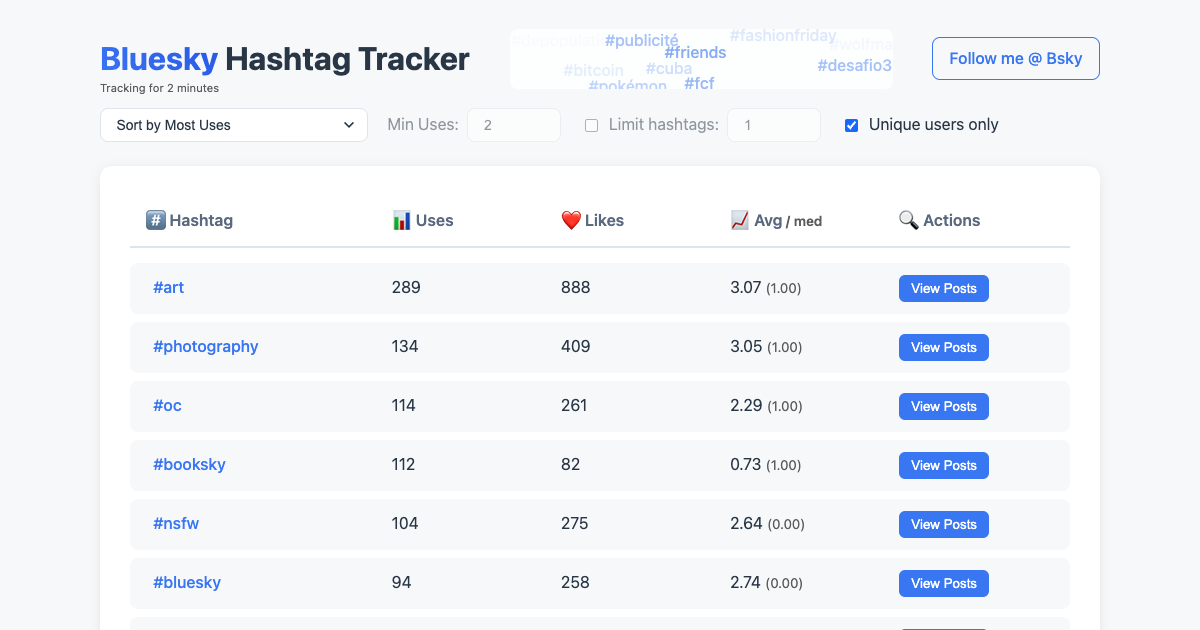 Bluesky Hashtag Tracker
Tracking for 2 minutes
#publicité
#fashionfriday
#friends
#wolfma
#bitcoin
#cuba
#desafio3
#pokémon
#fcf
Follow me @ Bsky
Sort by Most Uses
Min Uses: 2
Limit hashtags: 1
Unique users only
# Hashtag Uses Likes Avg / med Actions
#art 289 888 3.07 (1.00) View Posts
#photography 134 409 3.05 (1.00) View Posts
#oc 114 261 2.29 (1.00) View Posts
#booksky 112 82 0.73 (1.00) View Posts
#nsfw 104 275 2.64 (0.00) View Posts
#bluesky 94 258 2.74 (0.00) View Posts